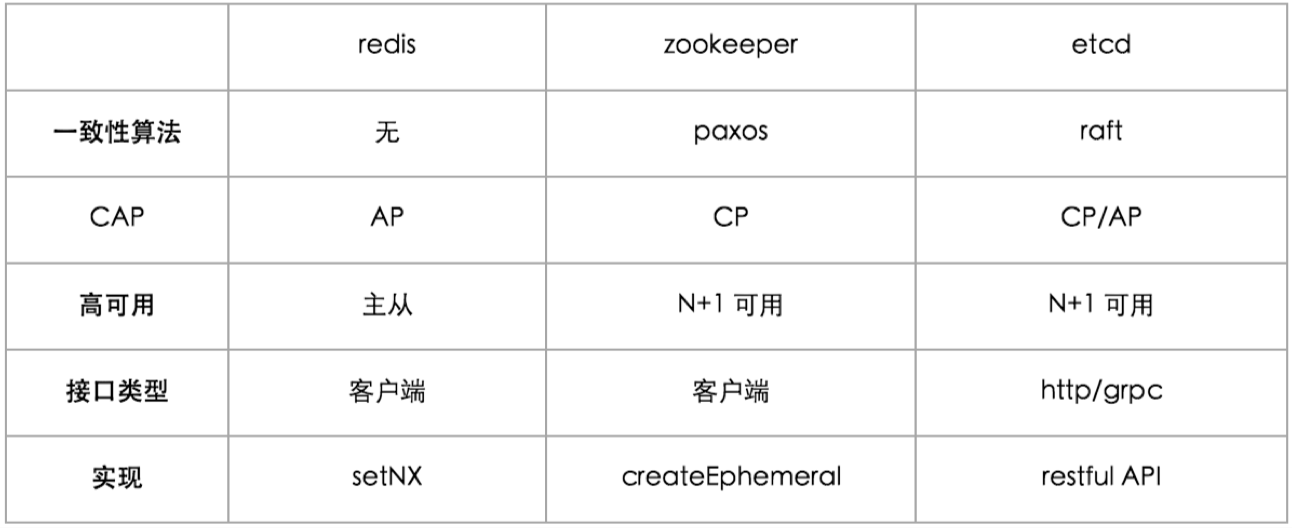 redis zookeeper etcd
一致性算法 无 paxos raft
CAP AP CP CP/AP
高可用 主从 N+1 可用 N+1 可用
接口类型 客户端 客户端 http/grpc
实现 setNX createEphemeral restful API